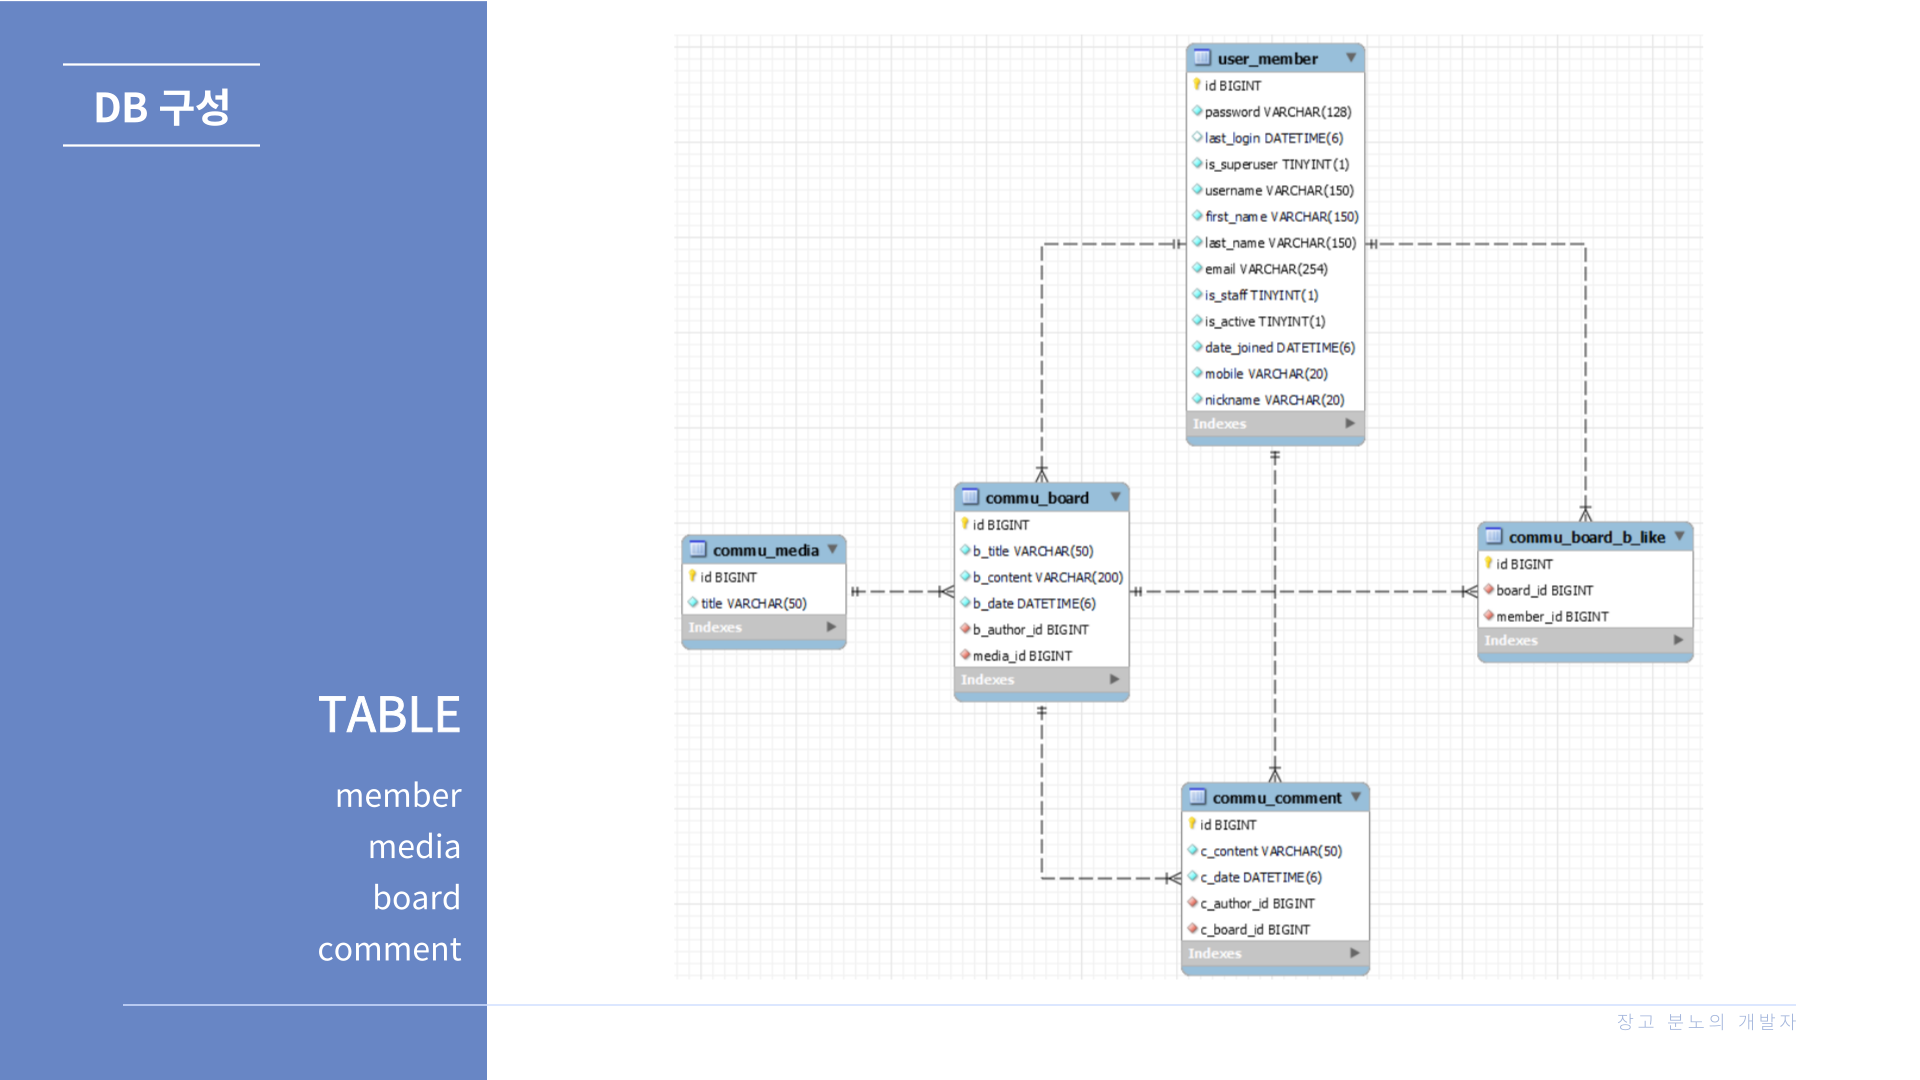 DB 구성
TABLE
member
media
board
comment
user_member
id BIGINT
password VARCHAR(128)
last_login DATETIME(6)
is_superuser TINYINT(1)
username VARCHAR(150)
first_name VARCHAR(150)
last_name VARCHAR(150)
email VARCHAR(254)
is_staff TINYINT(1)
is_active TINYINT(1)
date_joined DATETIME(6)
mobile VARCHAR(20)
nickname VARCHAR(20)
Indexes
commu_media
id BIGINT
title VARCHAR(50)
Indexes
commu_board
id BIGINT
b_title VARCHAR(50)
b_content VARCHAR(200)
b_date DATETIME(6)
b_author_id BIGINT
media_id BIGINT
Indexes
commu_board_b_like
id BIGINT
board_id BIGINT
member_id BIGINT
Indexes
commu_comment
id BIGINT
c_content VARCHAR(50)
c_date DATETIME(6)
c_author_id BIGINT
c_board_id BIGINT
Indexes
장고 분노의 개발자